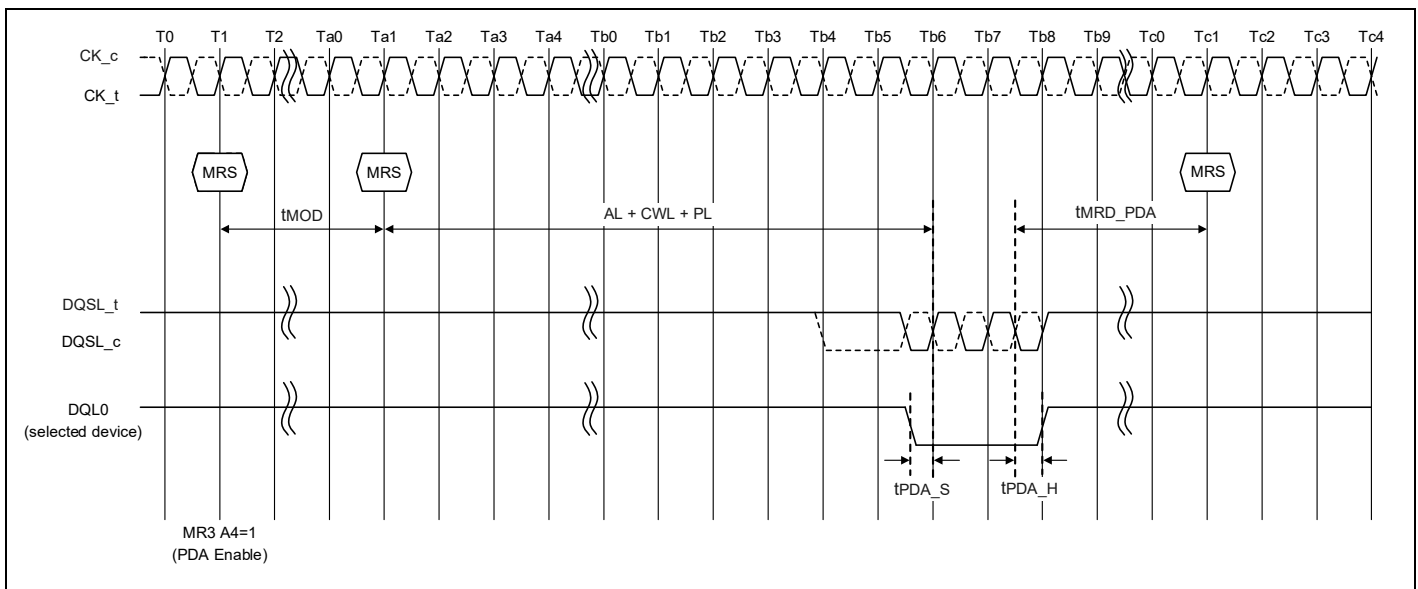 T0 T1 T2 Ta0 Ta1 Ta2 Ta3 Ta4 Tb0 Tb1 Tb2 Tb3 Tb4 Tb5 Tb6 Tb7 Tb8 Tb9 Tc0 Tc1 Tc2 Tc3 Tc4
CK_c
CK_t
MRS MRS MRS
tMOD AL + CWL + PL tMRD_PDA
DQSL_t
DQSL_c
DQL0
(selected device)
tPDA_S tPDA_H
MR3 A4=1
(PDA Enable)